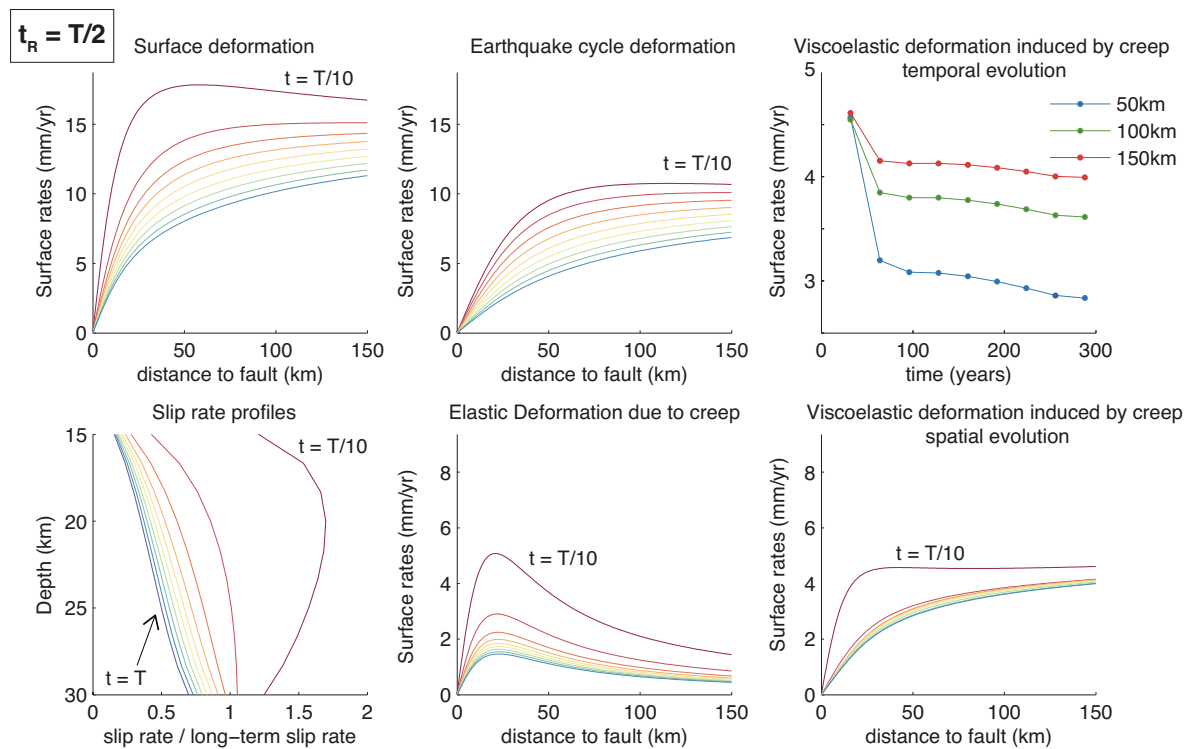 t_R = T/2
Surface deformation
t = T/10
15
10
5
0
Surface rates (mm/yr)
0 50 100 150
distance to fault (km)
Earthquake cycle deformation
t = T/10
15
10
5
0
Surface rates (mm/yr)
0 50 100 150
distance to fault (km)
Viscoelastic deformation induced by creep
temporal evolution
50km
100km
150km
5
4
3
Surface rates (mm/yr)
0 100 200 300
time (years)
Slip rate profiles
t = T/10
15
20
25
30
Depth (km)
t = T
0 0.5 1 1.5 2
slip rate / long−term slip rate
Elastic Deformation due to creep
t = T/10
8
6
4
2
0
Surface rates (mm/yr)
0 50 100 150
distance to fault (km)
Viscoelastic deformation induced by creep
spatial evolution
t = T/10
8
6
4
2
0
Surface rates (mm/yr)
0 50 100 150
distance to fault (km)